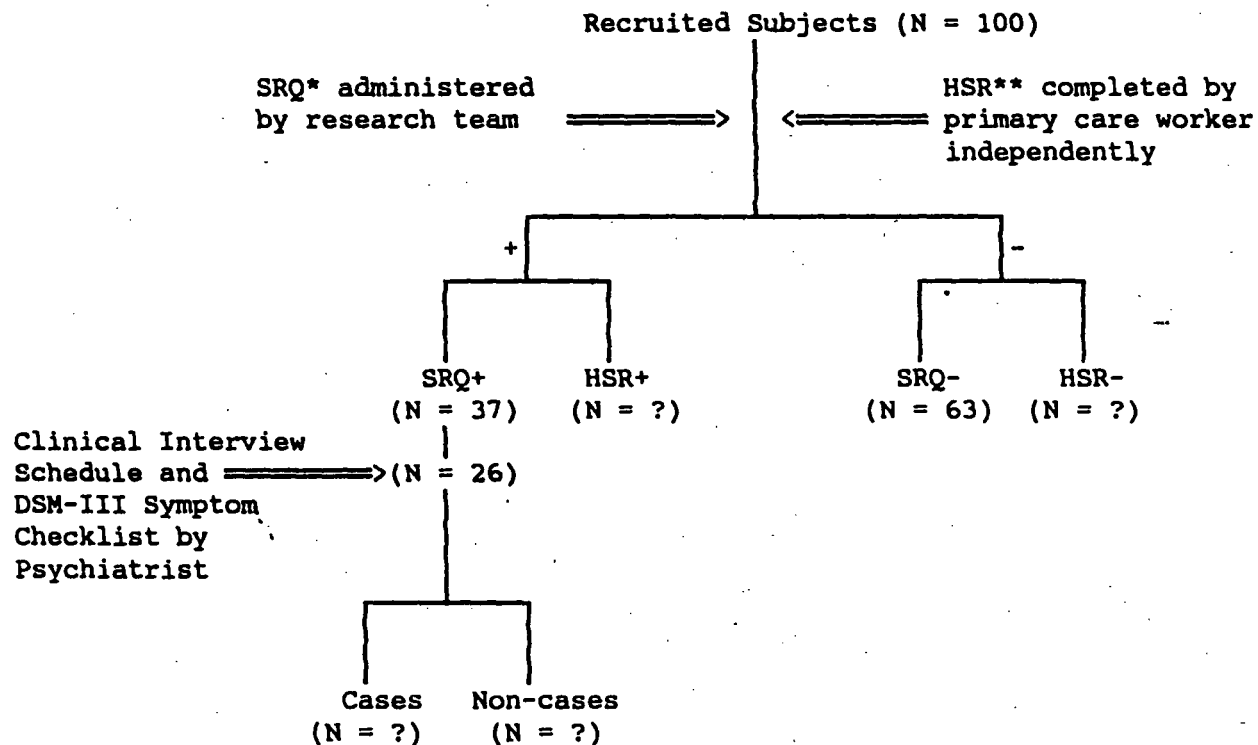 Recruited Subjects (N = 100)
SRQ* administered
by research team
HSR** completed by
primary care worker
independently
+
-
SRQ+ HSR+ SRQ- HSR-
(N = 37) (N = ?) (N = 63) (N = ?)
Clinical Interview
Schedule and
DSM-III Symptom
Checklist by
Psychiatrist
(N = 26)
Cases Non-cases
(N = ?) (N = ?)